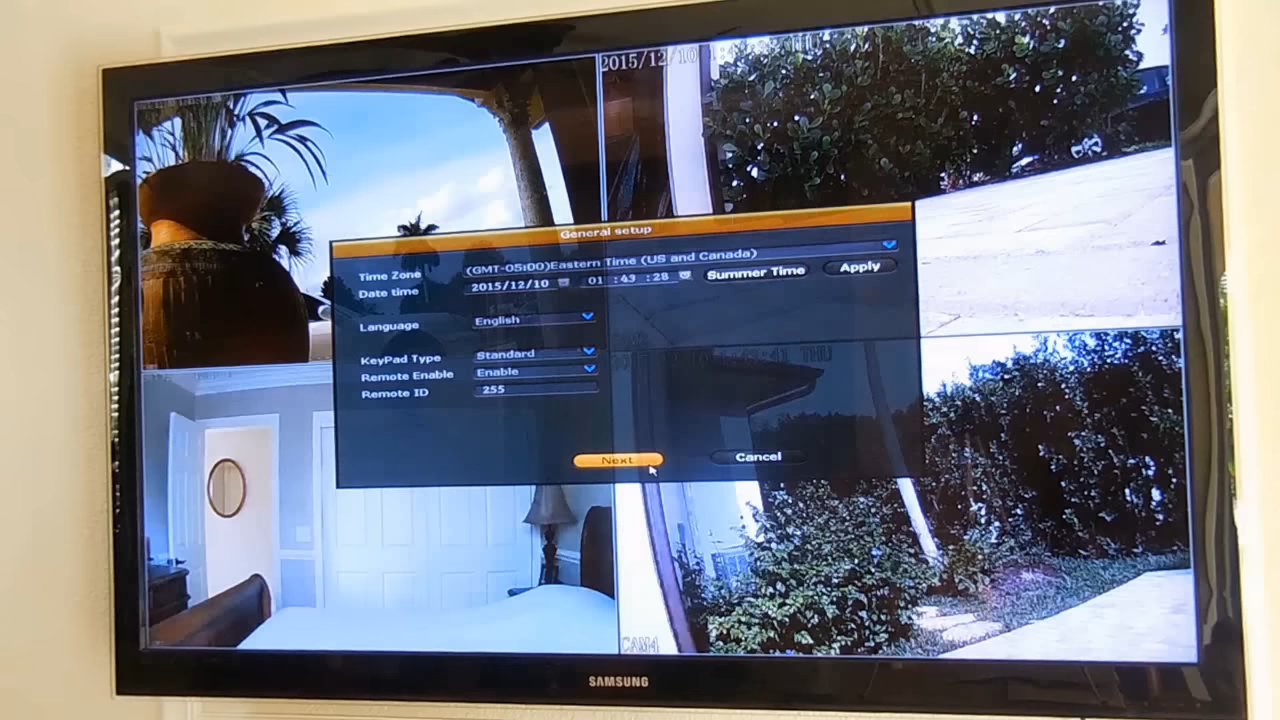 2015/12/10
General setup
Time Zone (GMT-05:00)Eastern Time (US and Canada)
Date time 2015/12/10 01 :43 :28 Summer Time Apply
Language English
KeyPad Type Standard
Remote Enable Enable
Remote ID 255
Next Cancel
CAM4
SAMSUNG